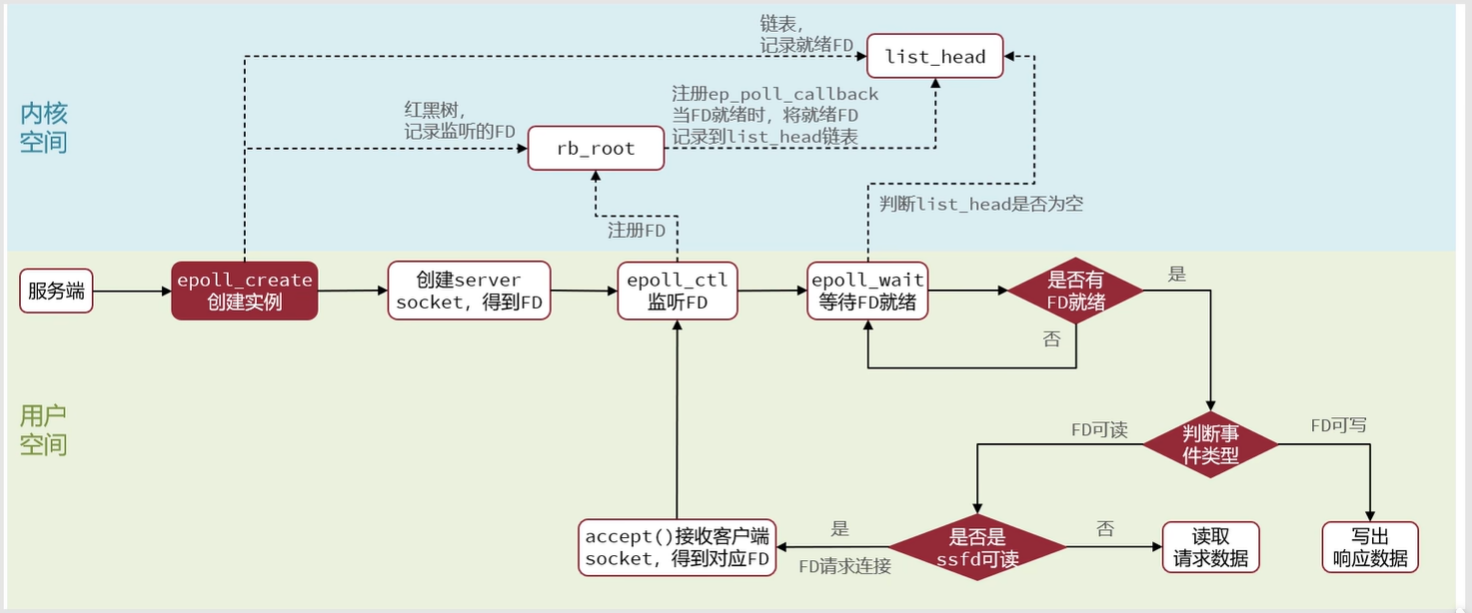 链表，
记录就绪FD
list_head
内核
空间
红黑树，
记录监听的FD
rb_root
注册ep_poll_callback
当FD就绪时，将就绪FD
记录到list_head链表
判断list_head是否为空
注册FD
服务端
epoll_create
创建实例
创建server
socket，得到FD
epoll_ctl
监听FD
epoll_wait
等待FD就绪
是否有
FD就绪
是
否
用户
空间
FD可读
判断事
件类型
FD可写
accept()接收客户端
socket，得到对应FD
是
FD请求连接
是否是
ssfd可读
否
读取
请求数据
写出
响应数据